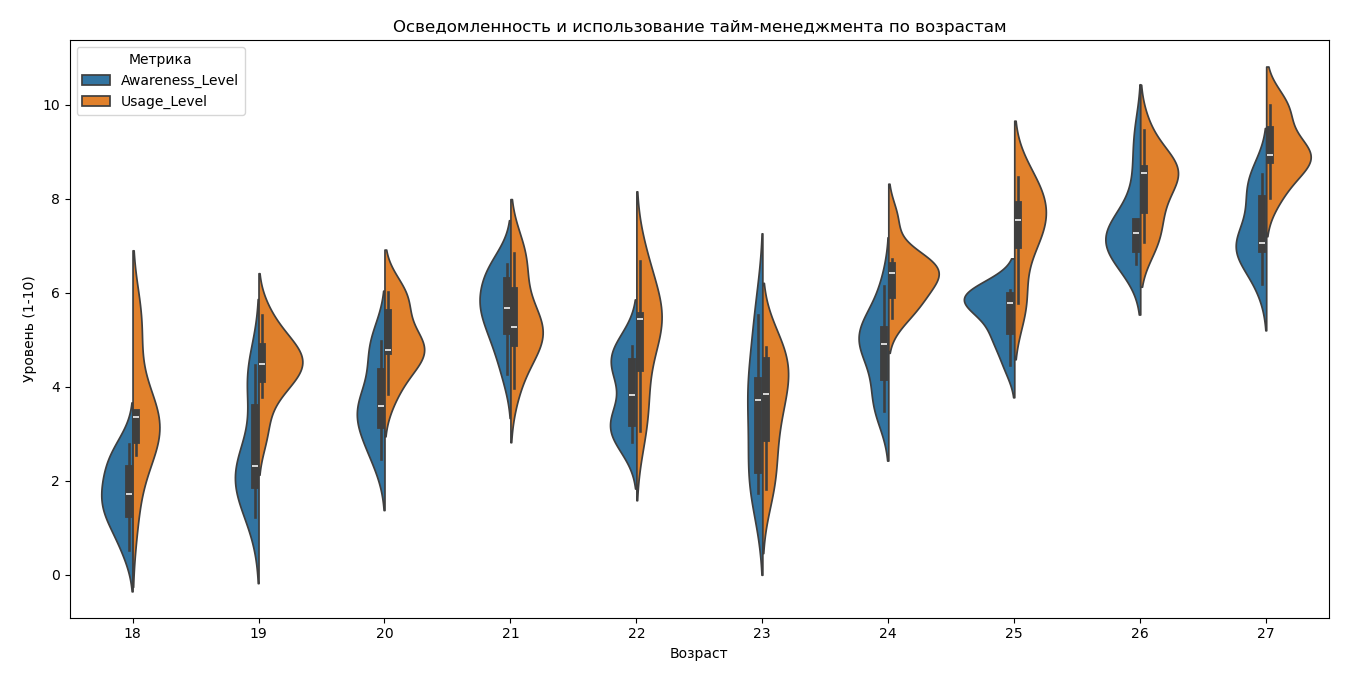 Осведомленность и использование тайм-менеджмента по возрастам
Метрика
Awareness_Level
Usage_Level
Уровень (1-10)
10
8
6
4
2
0
18 19 20 21 22 23 24 25 26 27
Возраст